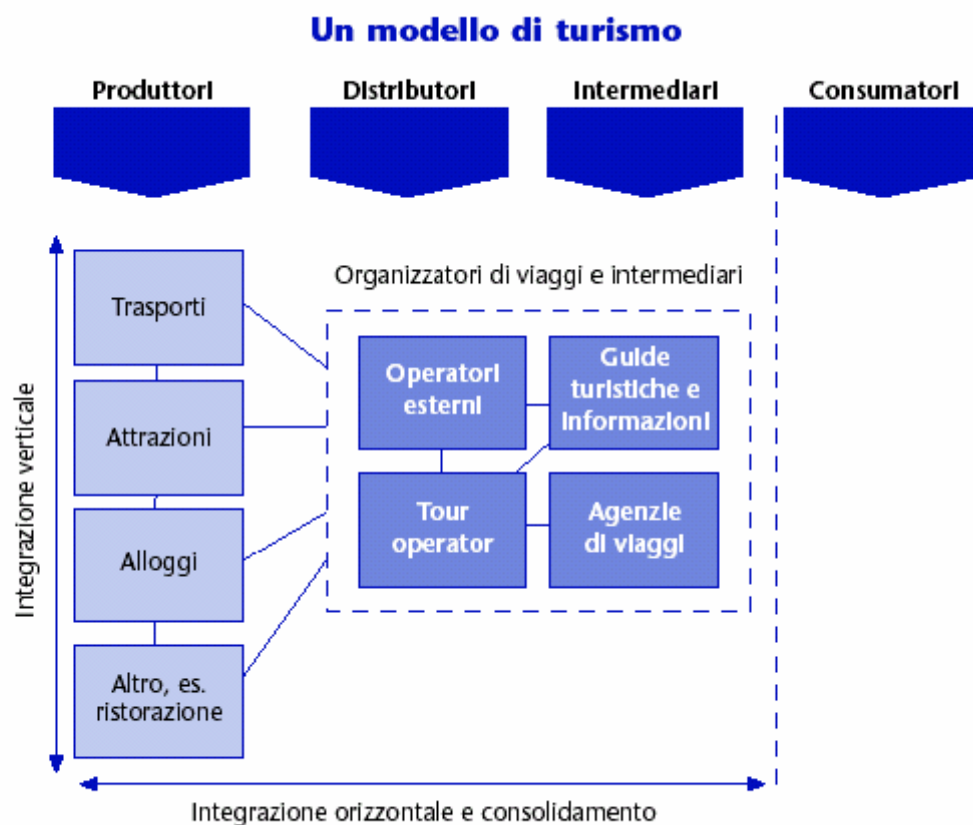 Un modello di turismo
Produttori
Distributori
Intermediari
Consumatori
Integrazione verticale
Trasporti
Attrazioni
Alloggi
Altro, es.
ristorazione
Organizzatori di viaggi e intermediari
Operatori
esterni
Guide
turistiche e
informazioni
Tour
operator
Agenzie
di viaggi
Integrazione orizzontale e consolidamento